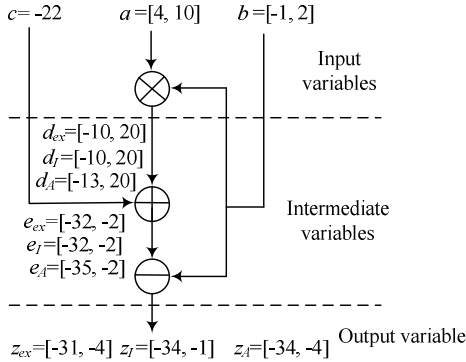 c= -22 a=[4, 10] b=[-1, 2]
Input
variables
d_ex=[-10, 20]
d_I=[-10, 20]
d_A=[-13, 20]
e_ex=[-32, -2]
e_I=[-32, -2]
e_A=[-35, -2]
Intermediate
variables
Output variable
z_ex=[-31, -4] z_I=[-34, -1] z_A=[-34, -4]